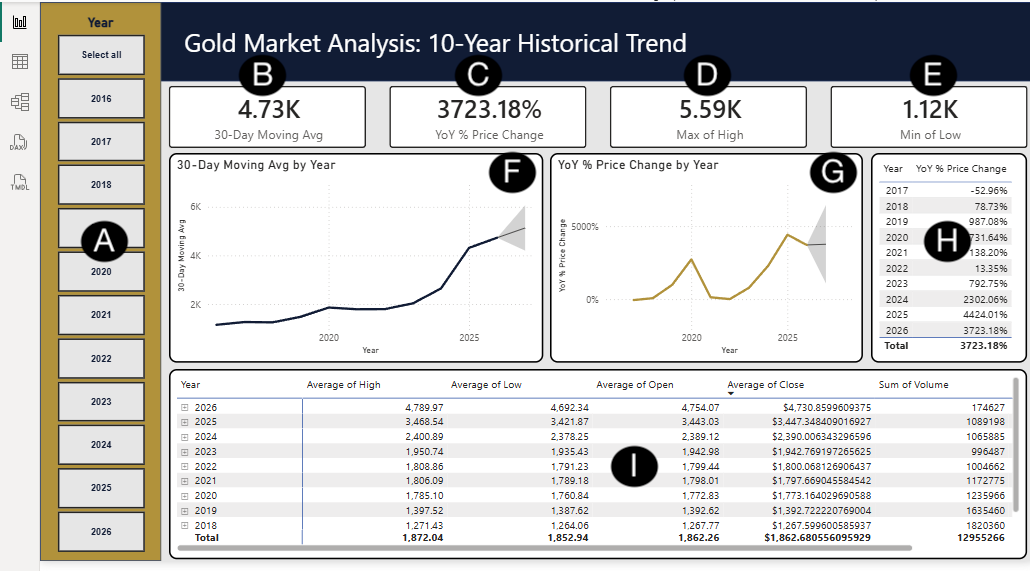 Year
Select all
2016
2017
2018
A
2020
2021
2022
2023
2024
2025
2026
DAX
TMDL
Gold Market Analysis: 10-Year Historical Trend
B
4.73K
30-Day Moving Avg
C
3723.18%
YoY % Price Change
D
5.59K
Max of High
E
1.12K
Min of Low
30-Day Moving Avg by Year
F
30-Day Moving Avg
6K
4K
2K
2020 2025
Year
YoY % Price Change by Year
G
YoY % Price Change
5000%
0%
2020 2025
Year
H
Year YoY % Price Change
2017 -52.96%
2018 78.73%
2019 987.08%
2020 731.64%
2021 138.20%
2022 13.35%
2023 792.75%
2024 2302.06%
2025 4424.01%
2026 3723.18%
Total 3723.18%
Year Average of High Average of Low Average of Open Average of Close Sum of Volume
2026 4,789.97 4,692.34 4,754.07 $4,730.8599609375 174627
2025 3,468.54 3,421.87 3,443.03 $3,447.348409016927 1089198
2024 2,400.89 2,378.25 2,389.12 $2,390.006343296596 1065885
2023 1,950.74 1,935.43 1,942.98 $1,942.769197265625 996487
2022 1,808.86 1,791.23 1,799.44 $1,800.068126906437 1004662
2021 1,806.09 1,789.18 1,798.01 $1,797.669045584542 1172775
2020 1,785.10 1,760.84 1,772.83 $1,773.164029690588 1235966
2019 1,397.52 1,387.62 1,392.62 $1,392.722220769004 1635460
2018 1,271.43 1,264.06 1,267.77 $1,267.599600585937 1820360
Total 1,872.04 1,852.94 1,862.26 $1,862.680556095929 12955266
I